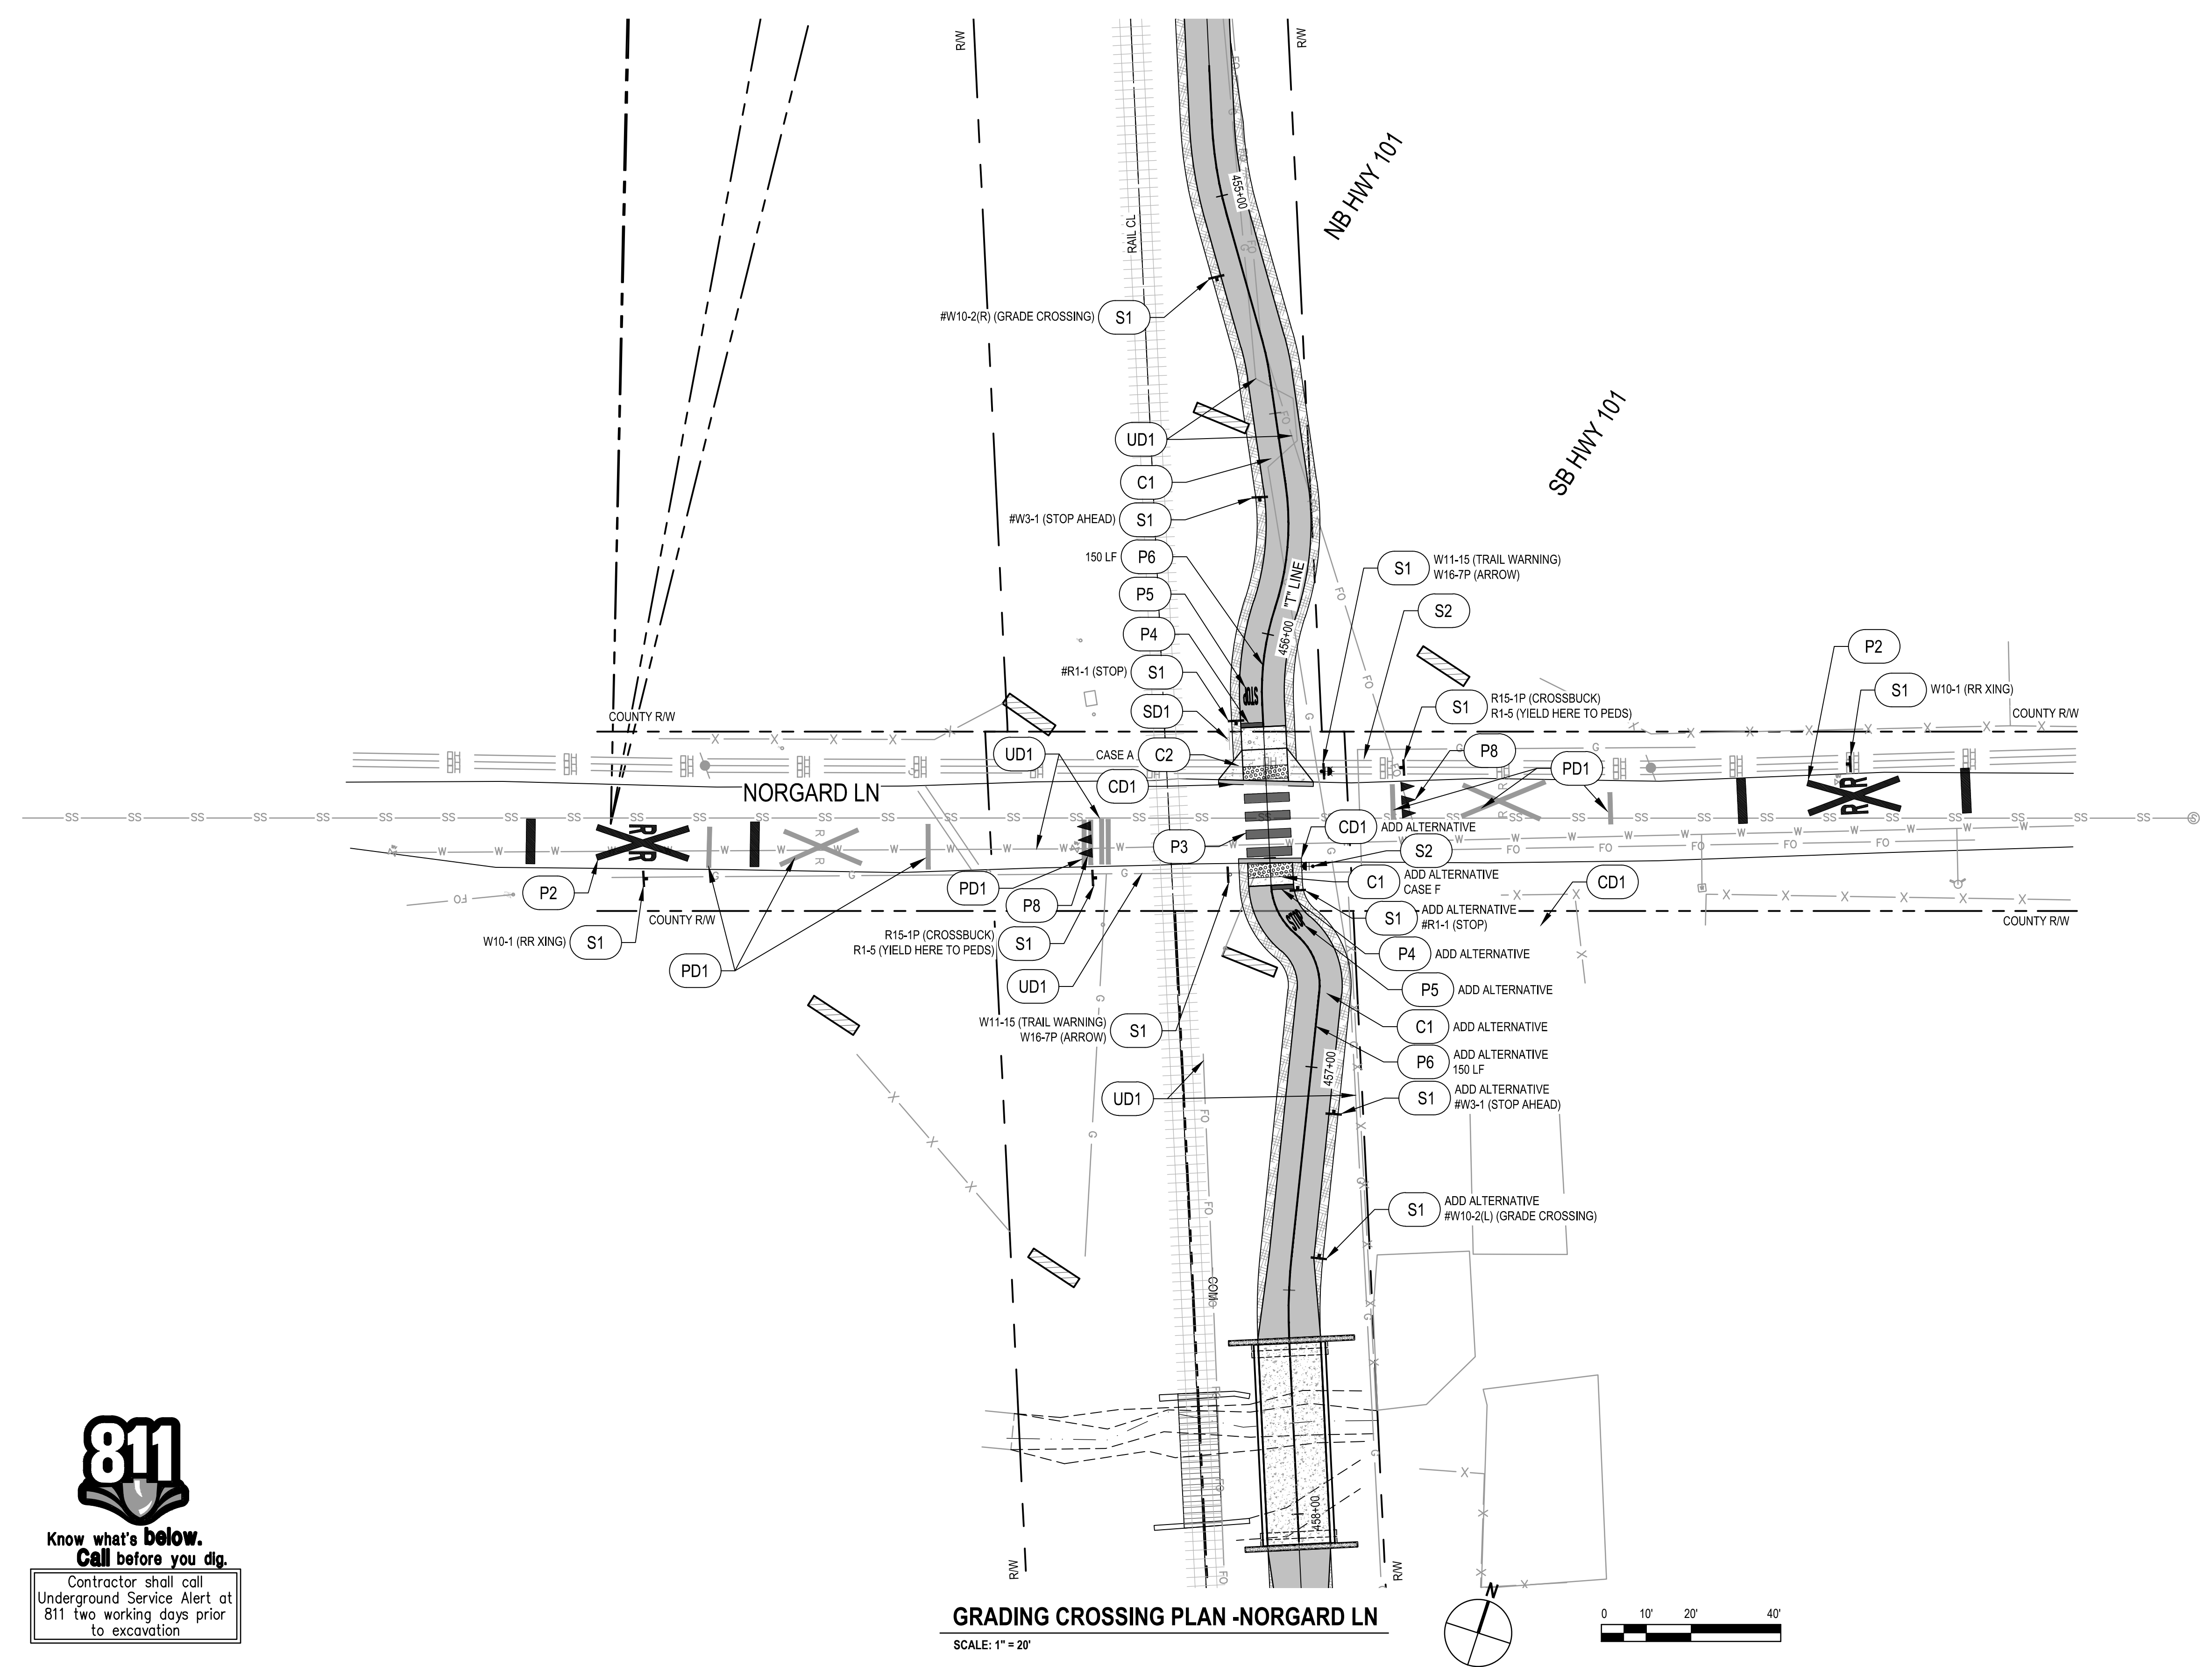 R/W
R/W
FO
RAIL CL
455+00
NB HWY 101
G
FO
#W10-2(R) (GRADE CROSSING)
S1
SB HWY 101
FO
UD1
C1
#W3-1 (STOP AHEAD)
S1
150 LF
P6
P5
P4
#R1-1 (STOP)
S1
SD1
CASE A
C2
CD1
UD1
"T" LINE
456+00
STOP
FO
S1
W11-15 (TRAIL WARNING)
W16-7P (ARROW)
S2
S1
R15-1P (CROSSBUCK)
R1-5 (YIELD HERE TO PEDS)
P8
PD1
P2
S1
W10-1 (RR XING)
COUNTY R/W
COUNTY R/W
NORGARD LN
P3
CD1
ADD ALTERNATIVE
S2
C1
ADD ALTERNATIVE
CASE F
S1
ADD ALTERNATIVE
#R1-1 (STOP)
P4
ADD ALTERNATIVE
P5
ADD ALTERNATIVE
C1
ADD ALTERNATIVE
P6
ADD ALTERNATIVE
150 LF
S1
ADD ALTERNATIVE
#W3-1 (STOP AHEAD)
S1
ADD ALTERNATIVE
#W10-2(L) (GRADE CROSSING)
CD1
COUNTY R/W
COUNTY R/W
P2
W10-1 (RR XING)
S1
PD1
PD1
P8
R15-1P (CROSSBUCK)
R1-5 (YIELD HERE TO PEDS)
S1
UD1
W11-15 (TRAIL WARNING)
W16-7P (ARROW)
S1
UD1
STOP
457+00
COM
458+00
R/W
R/W
811
Know what's below.
Call before you dig.
Contractor shall call
Underground Service Alert at
811 two working days prior
to excavation
GRADING CROSSING PLAN -NORGARD LN
SCALE: 1" = 20'
N
0 10' 20' 40'